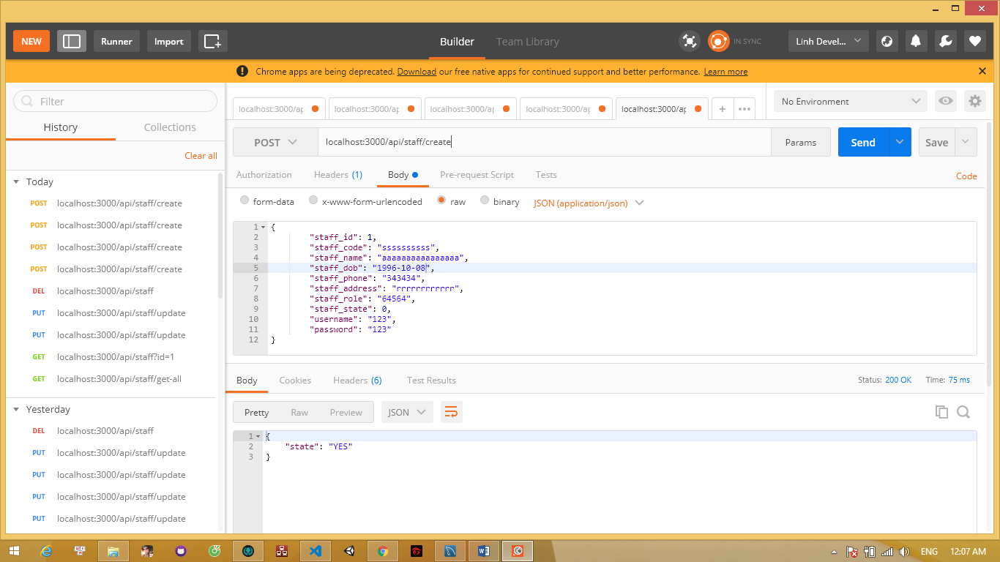 NEW Runner Import Builder Team Library IN SYNC Linh Devel...
Chrome apps are being deprecated. Download our free native apps for continued support and better performance. Learn more
Filter
History Collections
Clear all
Today
POST localhost:3000/api/staff/create
POST localhost:3000/api/staff/create
POST localhost:3000/api/staff/create
POST localhost:3000/api/staff/create
DEL localhost:3000/api/staff
PUT localhost:3000/api/staff/update
PUT localhost:3000/api/staff/update
GET localhost:3000/api/staff?id=1
GET localhost:3000/api/staff/get-all
Yesterday
DEL localhost:3000/api/staff
PUT localhost:3000/api/staff/update
PUT localhost:3000/api/staff/update
PUT localhost:3000/api/staff/update
PUT localhost:3000/api/staff/update
localhost:3000/ap localhost:3000/ap localhost:3000/ap localhost:3000/ap localhost:3000/ap + ••• No Environment
POST localhost:3000/api/staff/create Params Send Save
Authorization Headers (1) Body Pre-request Script Tests Code
form-data x-www-form-urlencoded raw binary JSON (application/json)
1 {
2 "staff_id": 1,
3 "staff_code": "ssssssssss",
4 "staff_name": "aaaaaaaaaaaaaaaa",
5 "staff_dob": "1996-10-08",
6 "staff_phone": "343434",
7 "staff_address": "rrrrrrrrrrrr",
8 "staff_role": "64564",
9 "staff_state": 0,
10 "username": "123",
11 "password": "123"
12 }
Body Cookies Headers (6) Test Results Status: 200 OK Time: 75 ms
Pretty Raw Preview JSON
1 {
2 "state": "YES"
3 }
ENG 12:07 AM